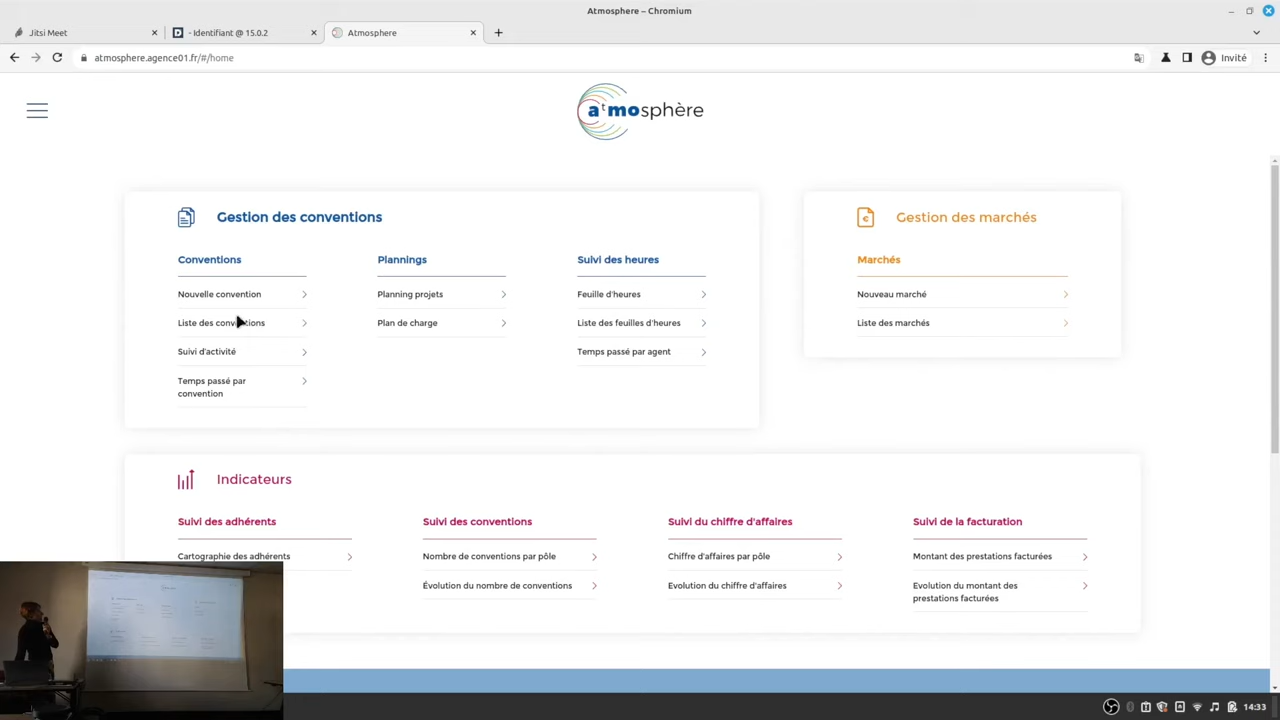 Atmosphere – Chromium
Jitsi Meet
- Identifiant @ 15.0.2
Atmosphere
atmosphere.agence01.fr/#/home
Invité
atmosphère
Gestion des conventions
Gestion des marchés
Conventions
Plannings
Suivi des heures
Marchés
Nouvelle convention
Planning projets
Feuille d'heures
Nouveau marché
Liste des conventions
Plan de charge
Liste des feuilles d'heures
Liste des marchés
Suivi d'activité
Temps passé par agent
Temps passé par
convention
Indicateurs
Suivi des adhérents
Suivi des conventions
Suivi du chiffre d'affaires
Suivi de la facturation
Cartographie des adhérents
Nombre de conventions par pôle
Chiffre d'affaires par pôle
Montant des prestations facturées
Évolution du nombre de conventions
Evolution du chiffre d'affaires
Evolution du montant des
prestations facturées
14:33